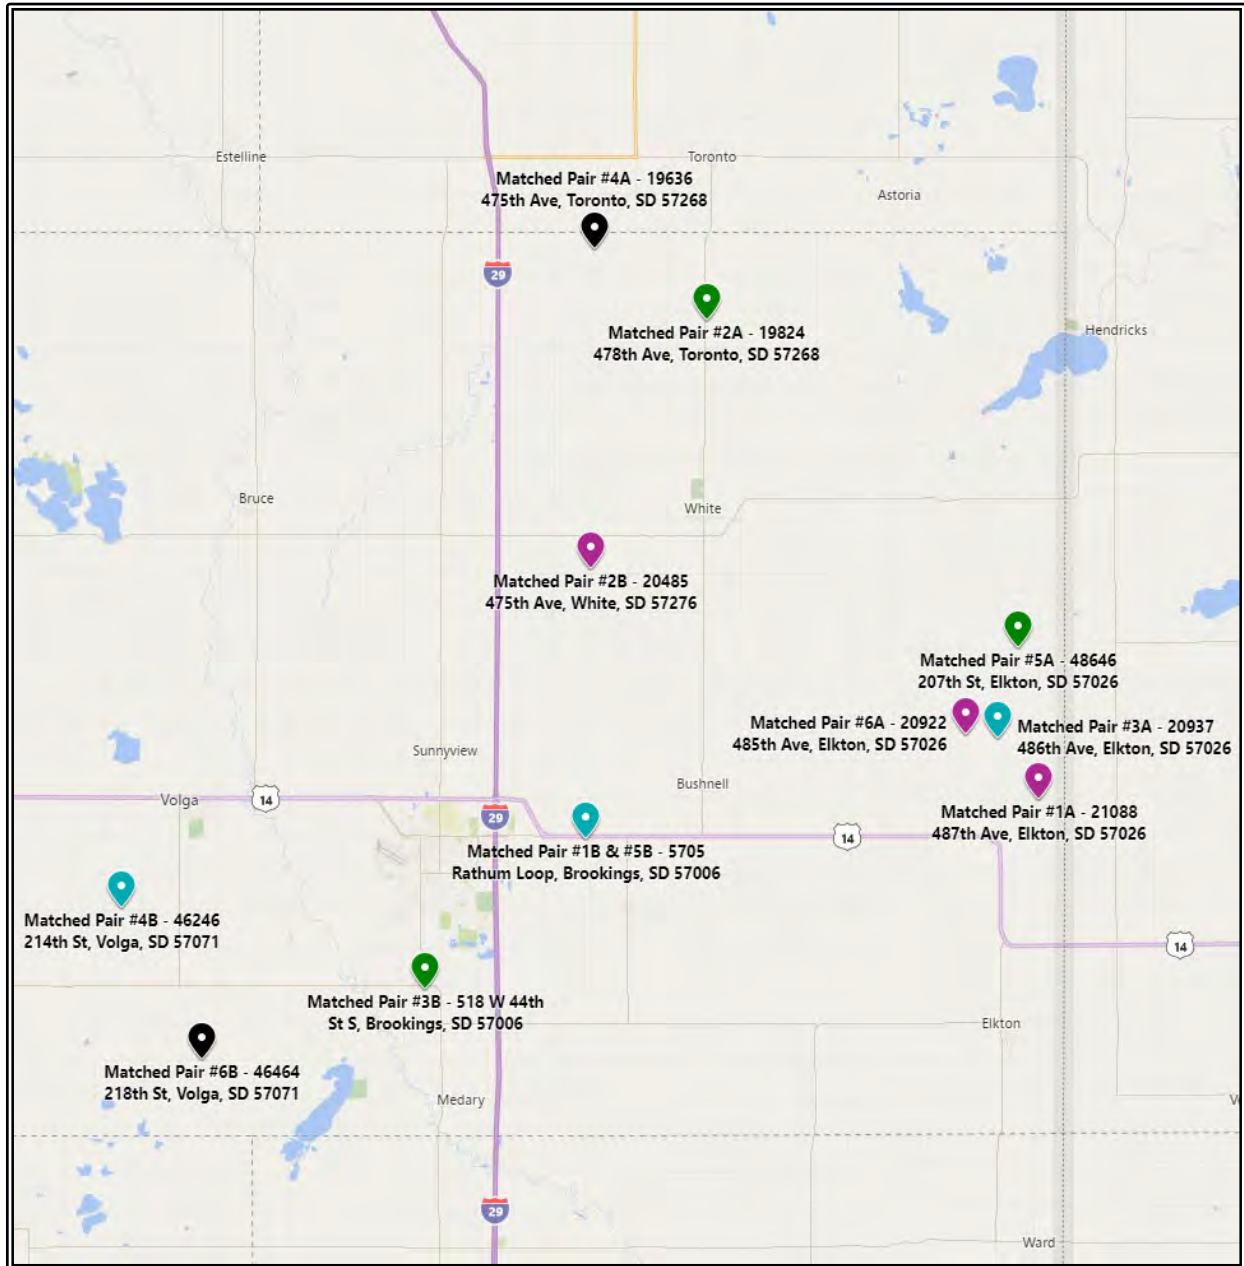 Estelline
Toronto
Matched Pair #4A - 19636
475th Ave, Toronto, SD 57268
Astoria
29
Matched Pair #2A - 19824
478th Ave, Toronto, SD 57268
Hendricks
Bruce
White
Matched Pair #2B - 20485
475th Ave, White, SD 57276
Matched Pair #5A - 48646
207th St, Elkton, SD 57026
Matched Pair #6A - 20922
485th Ave, Elkton, SD 57026
Matched Pair #3A - 20937
486th Ave, Elkton, SD 57026
Sunnyview
Bushnell
Volga
14
29
Matched Pair #1A - 21088
487th Ave, Elkton, SD 57026
14
Matched Pair #1B & #5B - 5705
Rathum Loop, Brookings, SD 57006
Matched Pair #4B - 46246
214th St, Volga, SD 57071
14
Matched Pair #3B - 518 W 44th
St S, Brookings, SD 57006
Elkton
Matched Pair #6B - 46464
218th St, Volga, SD 57071
Medary
29
Ward